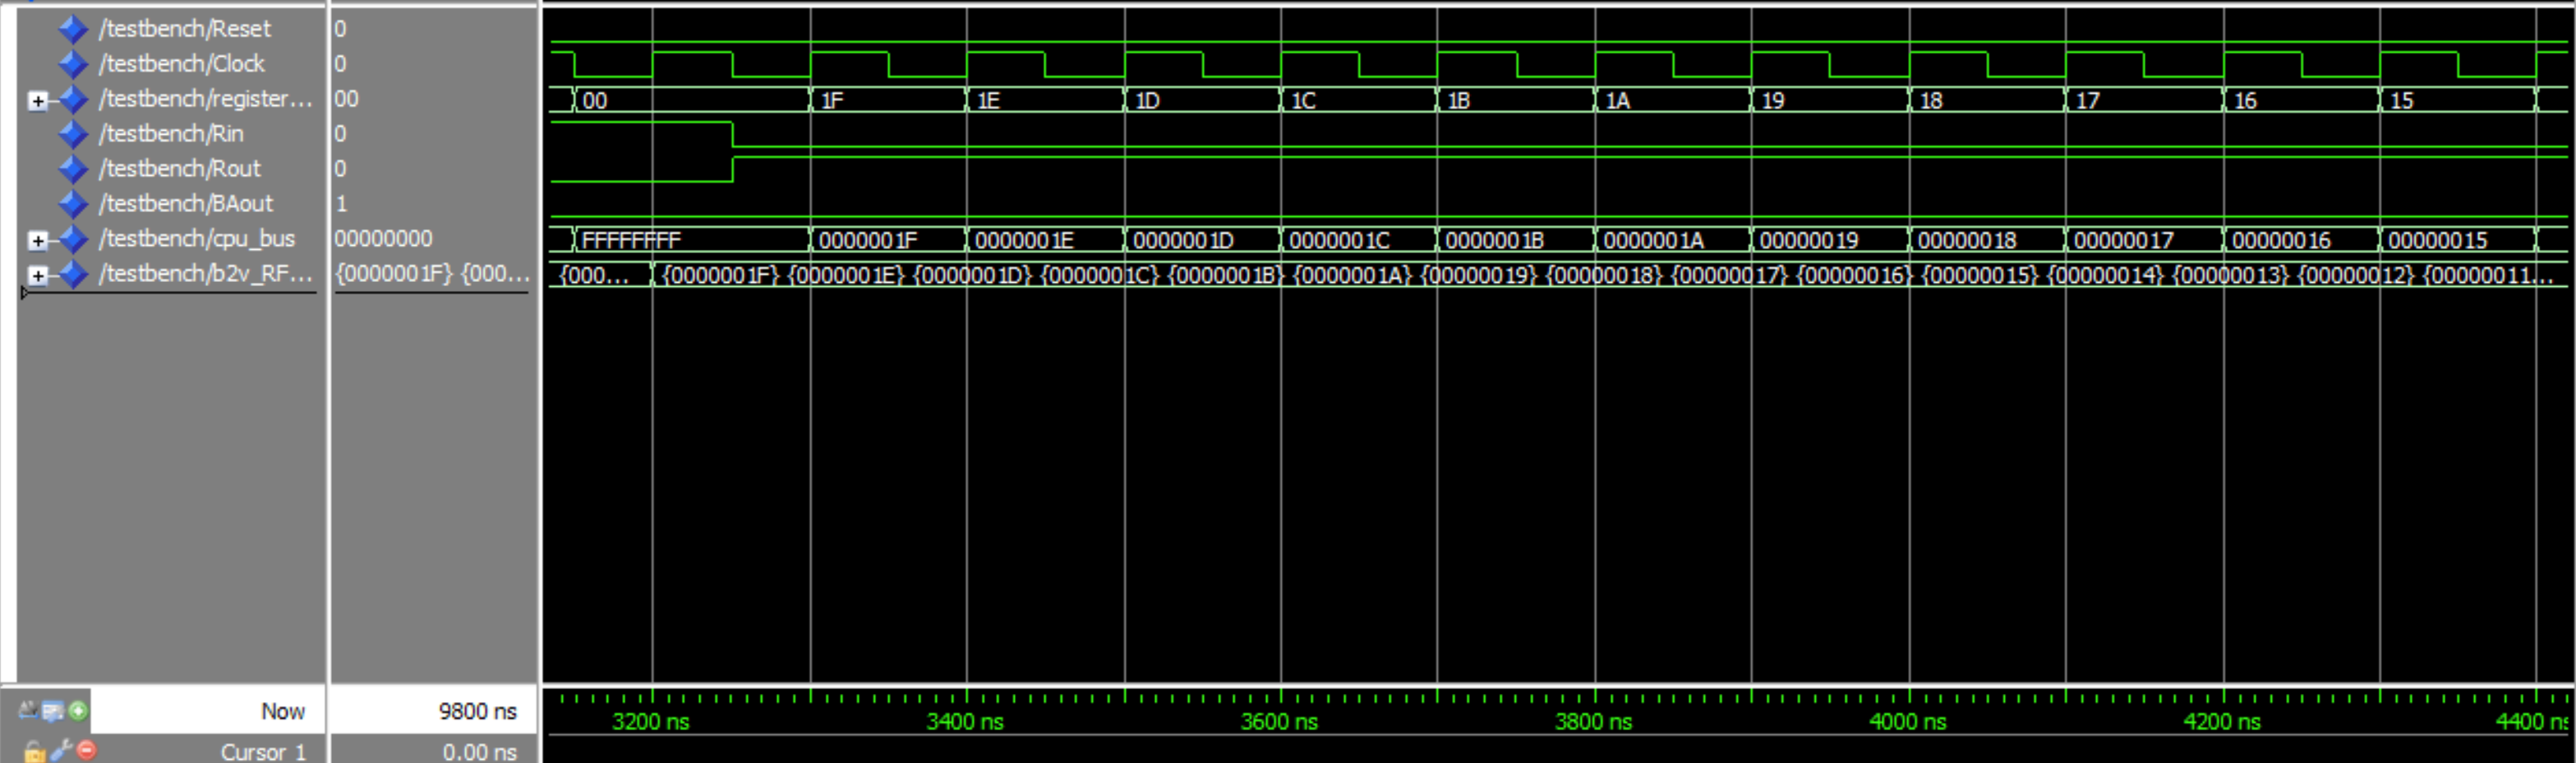 /testbench/Reset 0
/testbench/Clock 0
/testbench/register... 00 00 1F 1E 1D 1C 1B 1A 19 18 17 16 15
/testbench/Rin 0
/testbench/Rout 0
/testbench/BAout 1
/testbench/cpu_bus 00000000 FFFFFFFF 0000001F 0000001E 0000001D 0000001C 0000001B 0000001A 00000019 00000018 00000017 00000016 00000015
/testbench/b2v_RF... {0000001F} {000... {000... {0000001F} {0000001E} {0000001D} {0000001C} {0000001B} {0000001A} {00000019} {00000018} {00000017} {00000016} {00000015} {00000014} {00000013} {00000012} {00000011...
Now 9800 ns 3200 ns 3400 ns 3600 ns 3800 ns 4000 ns 4200 ns 4400 ns
Cursor 1 0.00 ns